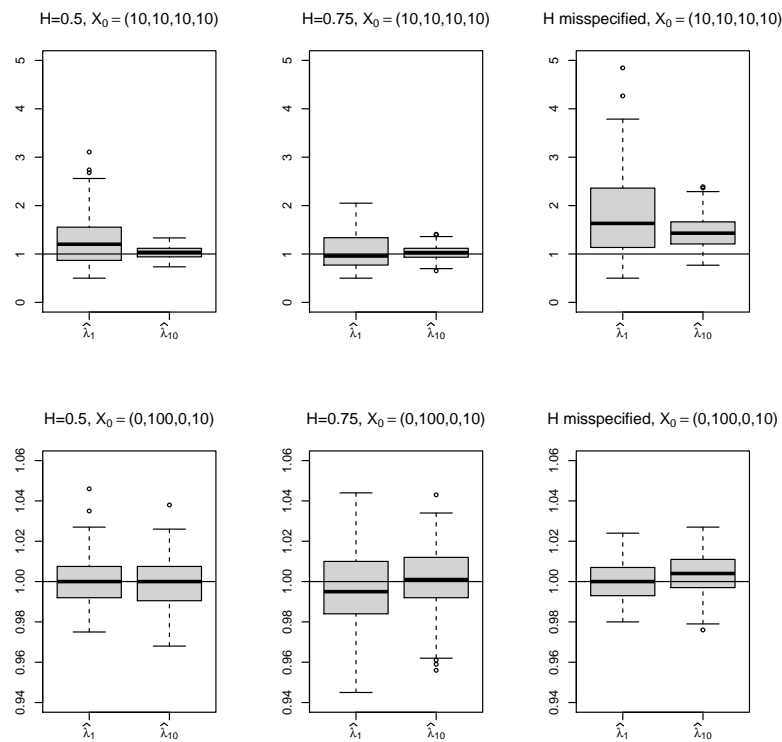 H=0.5, X₀ = (10,10,10,10)
5
4
3
2
1
0
λ̂₁
λ̂₁₀
H=0.75, X₀ = (10,10,10,10)
5
4
3
2
1
0
λ̂₁
λ̂₁₀
H misspecified, X₀ = (10,10,10,10)
5
4
3
2
1
0
λ̂₁
λ̂₁₀
H=0.5, X₀ = (0,100,0,10)
1.06
1.04
1.02
1.00
0.98
0.96
0.94
λ̂₁
λ̂₁₀
H=0.75, X₀ = (0,100,0,10)
1.06
1.04
1.02
1.00
0.98
0.96
0.94
λ̂₁
λ̂₁₀
H misspecified, X₀ = (0,100,0,10)
1.06
1.04
1.02
1.00
0.98
0.96
0.94
λ̂₁
λ̂₁₀